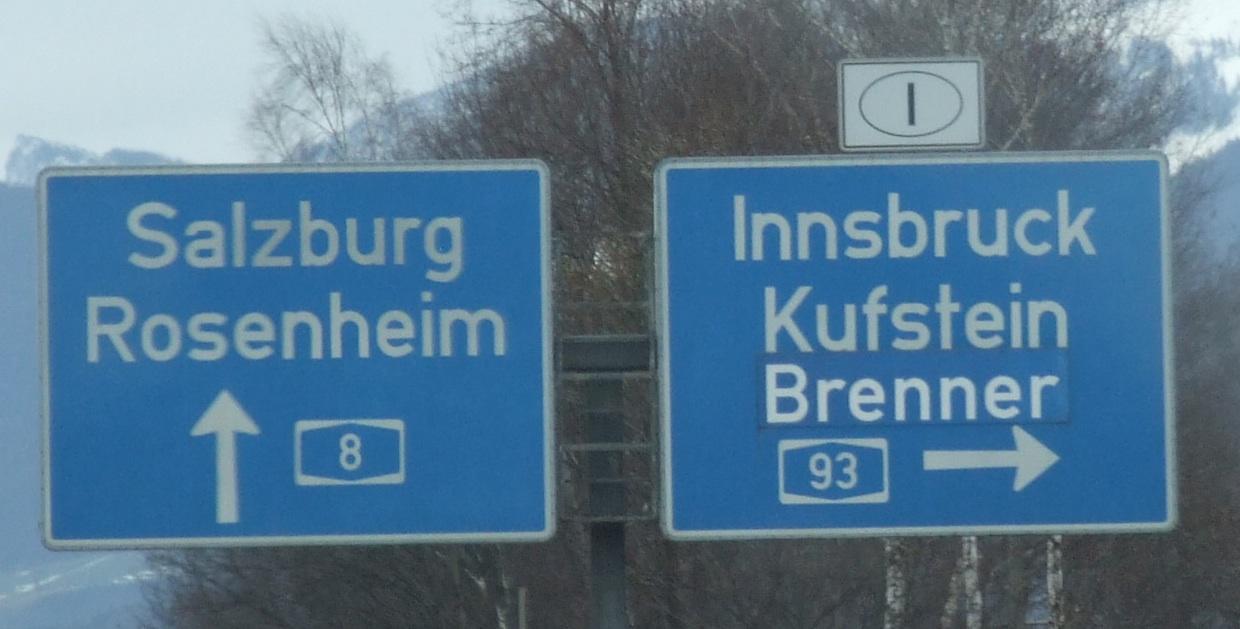 Salzburg
Rosenheim
8
I
Innsbruck
Kufstein
Brenner
93